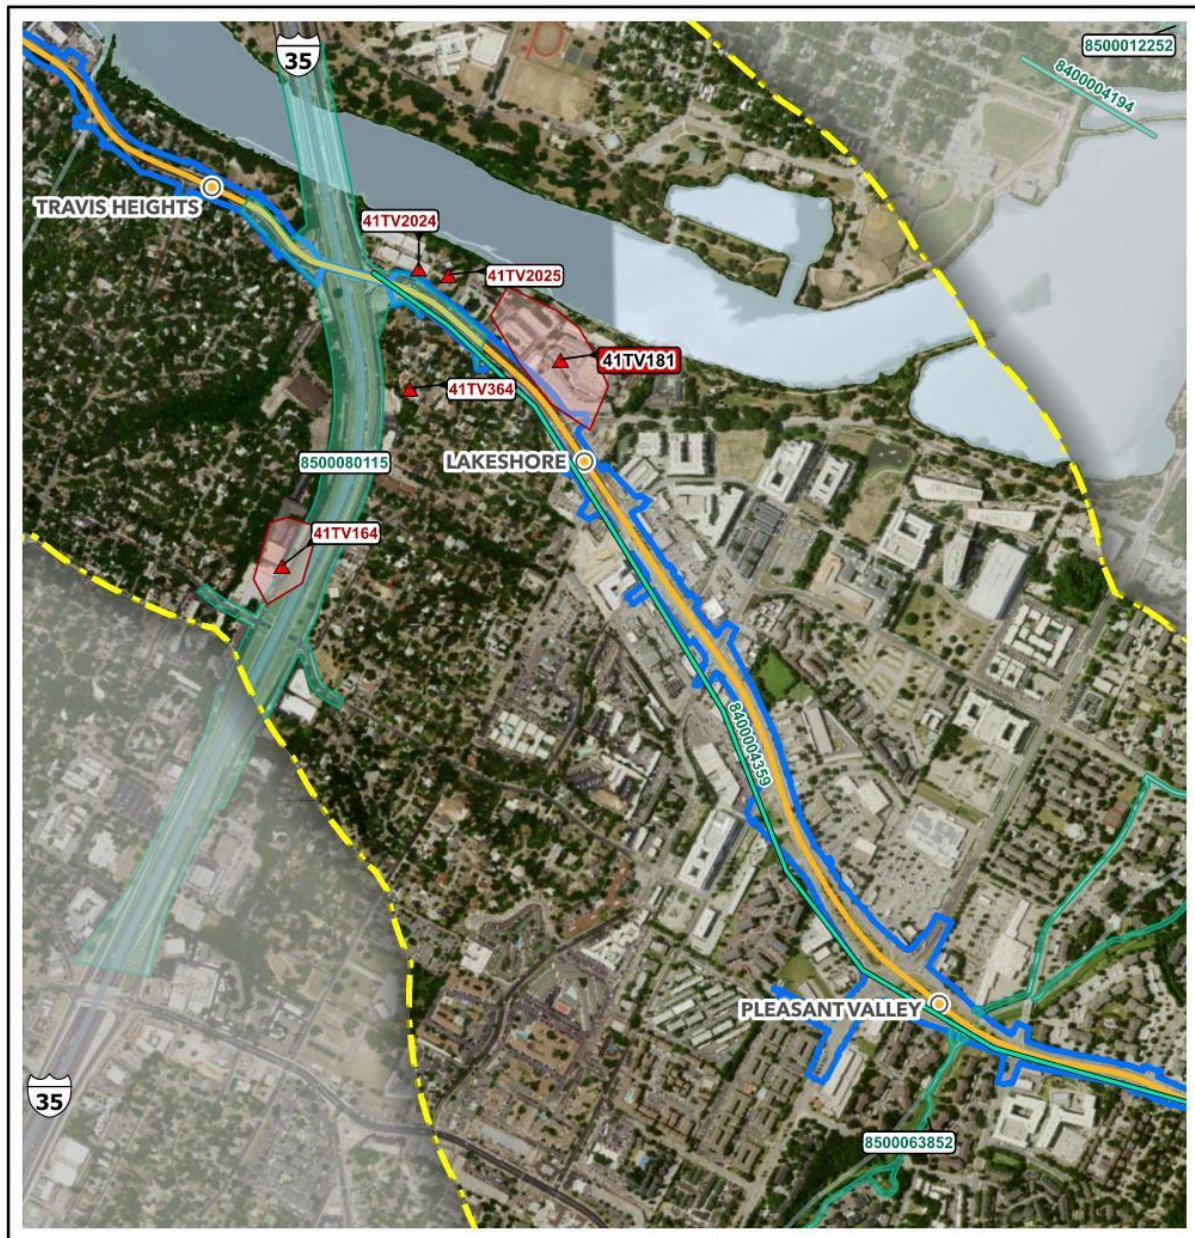 35
8500012252
8400004194
TRAVIS HEIGHTS
41TV2024
41TV2025
41TV181
41TV364
LAKESHORE
8500080115
41TV164
8400004359
PLEASANT VALLEY
35
8500063852